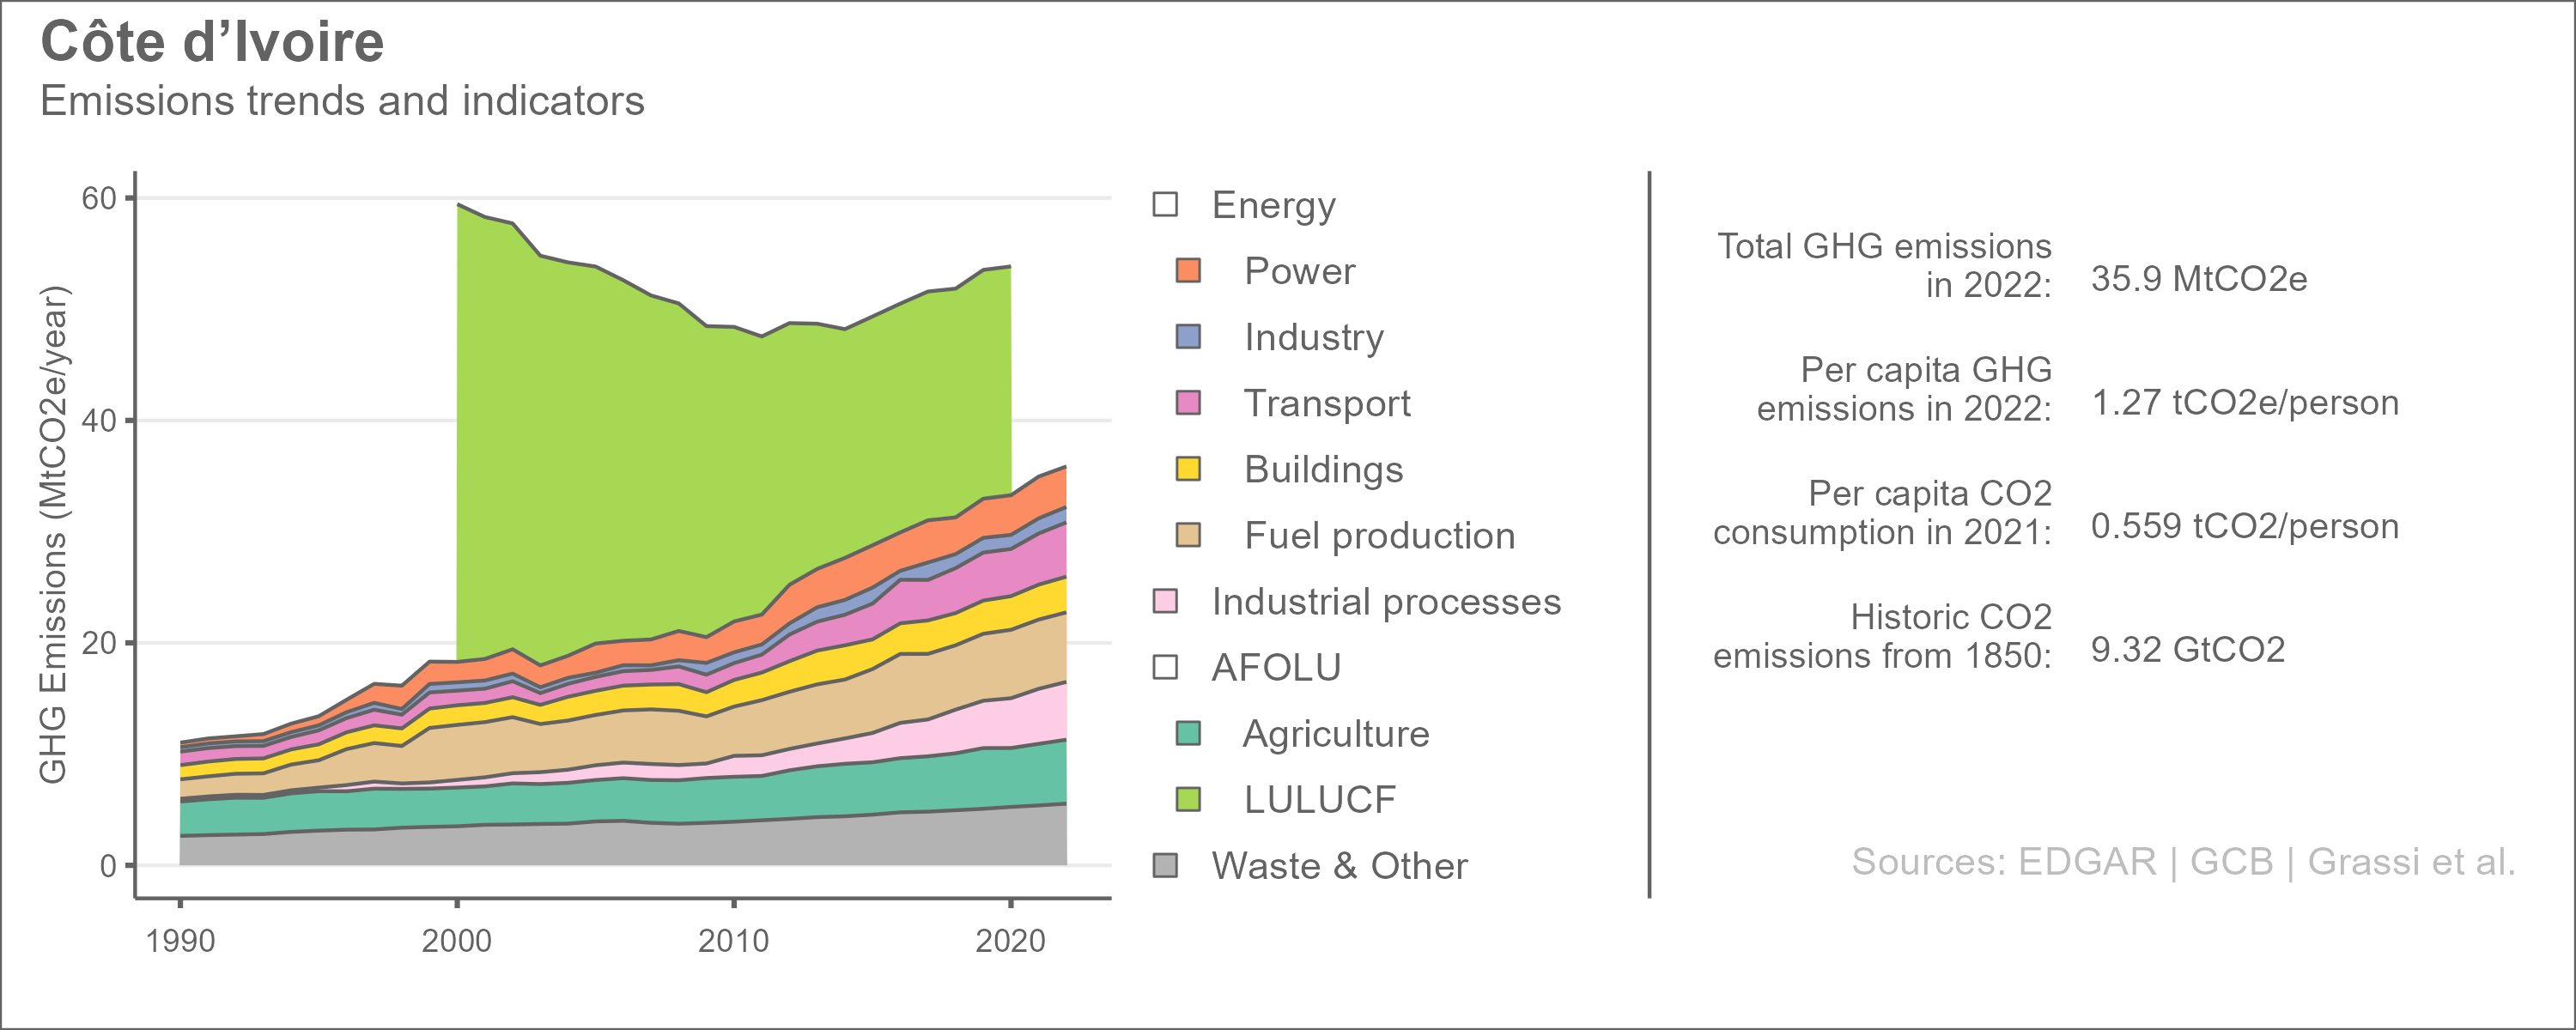 Côte d’Ivoire
Emissions trends and indicators
GHG Emissions (MtCO2e/year)
60
40
20
0
1990
2000
2010
2020
Energy
Power
Industry
Transport
Buildings
Fuel production
Industrial processes
AFOLU
Agriculture
LULUCF
Waste & Other
Total GHG emissions
in 2022:
35.9 MtCO2e
Per capita GHG
emissions in 2022:
1.27 tCO2e/person
Per capita CO2
consumption in 2021:
0.559 tCO2/person
Historic CO2
emissions from 1850:
9.32 GtCO2
Sources: EDGAR | GCB | Grassi et al.